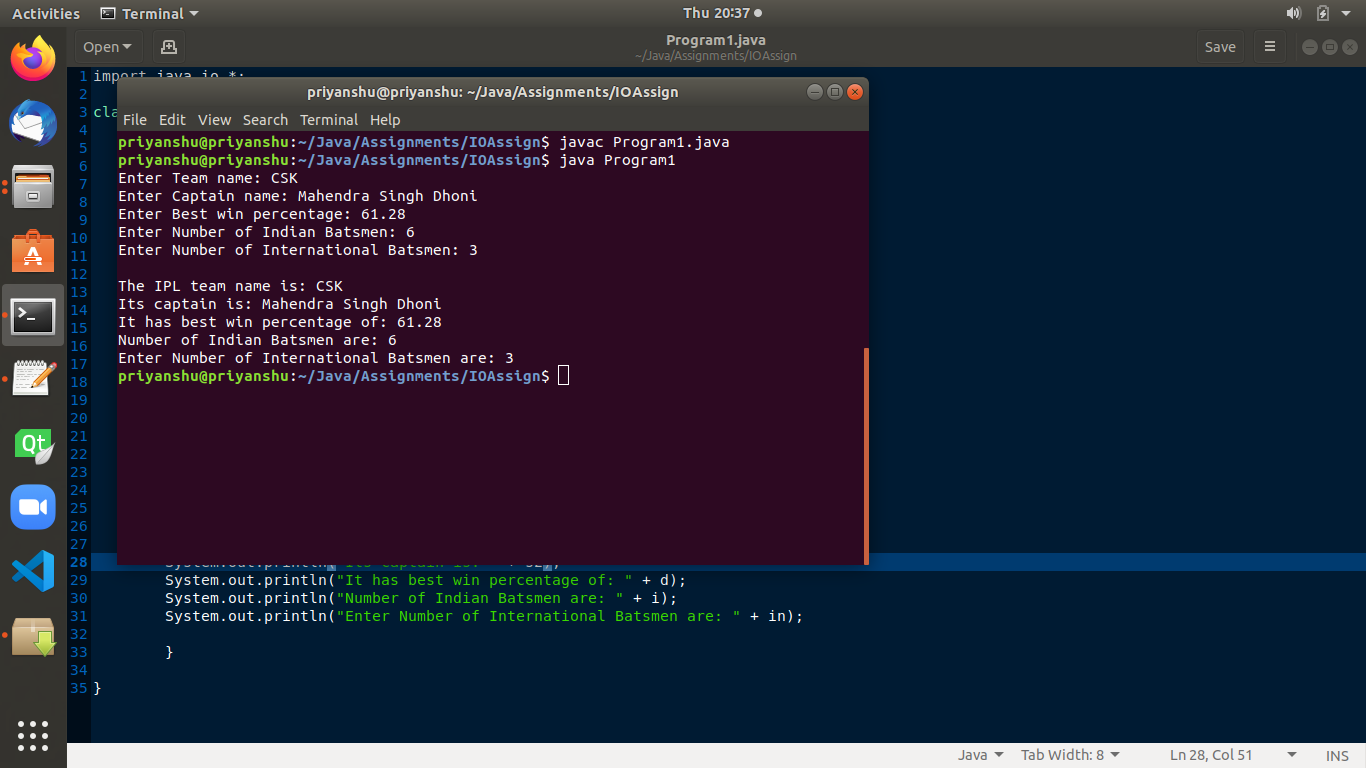 Activities Terminal Thu 20:37
Open Program1.java Save
~/Java/Assignments/IOAssign
1 import java.io.*;
2
3 cla
4
5
6
7
8
9
10
11
12
13
14
15
16
17
18
19
20
21
22
23
24
25
26
27
priyanshu@priyanshu: ~/Java/Assignments/IOAssign
File Edit View Search Terminal Help
priyanshu@priyanshu:~/Java/Assignments/IOAssign$ javac Program1.java
priyanshu@priyanshu:~/Java/Assignments/IOAssign$ java Program1
Enter Team name: CSK
Enter Captain name: Mahendra Singh Dhoni
Enter Best win percentage: 61.28
Enter Number of Indian Batsmen: 6
Enter Number of International Batsmen: 3
The IPL team name is: CSK
Its captain is: Mahendra Singh Dhoni
It has best win percentage of: 61.28
Number of Indian Batsmen are: 6
Enter Number of International Batsmen are: 3
priyanshu@priyanshu:~/Java/Assignments/IOAssign$
28 System.out.println("Its captain is: " +
29 System.out.println("It has best win percentage of: " + d);
30 System.out.println("Number of Indian Batsmen are: " + i);
31 System.out.println("Enter Number of International Batsmen are: " + in);
32
33 }
34
35 }
Java Tab Width: 8 Ln 28, Col 51 INS
A
Qt